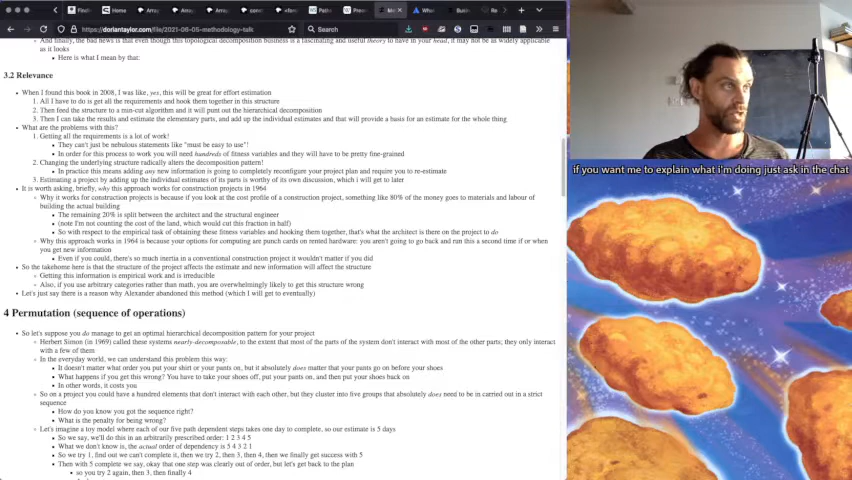 Find
Home
Array
Array
Array
Array
Path
Prev
What
Busi
Re
https://doriantaylor.com/file/2021-06-05-methodology-talk
And finally, the bad news is that even though this topological decomposition business is a fascinating and useful theory to have in your head, it may not be as widely applicable
as it looks
Here is what I mean by that:
3.2 Relevance
When I found this book in 2008, I was like, yes, this will be great for effort estimation
1. All I have to do is get all the requirements and hook them together in this structure
2. Then feed the structure to a min-cut algorithm and it will punt out the hierarchical decomposition
3. Then I can take the results and estimate the elementary parts, and add up the individual estimates and that will provide a basis for an estimate for the whole thing
What are the problems with this?
1. Getting all the requirements is a lot of work!
They can't just be nebulous statements like "must be easy to use"!
In order for this process to work you will need hundreds of fitness variables and they will have to be pretty fine-grained
2. Changing the underlying structure radically alters the decomposition pattern!
In practice this means adding any new information is going to completely reconfigure your project plan and require you to re-estimate
3. Estimating a project by adding up the individual estimates of its parts is worthy of its own discussion, which i will get to later
It is worth asking, briefly, why this approach works for construction projects in 1964
Why it works for construction projects is because if you look at the cost profile of a construction project, something like 80% of the money goes to materials and labour of
building the actual building
The remaining 20% is split between the architect and the structural engineer
(note I'm not counting the cost of the land, which would cut this fraction in half)
So with respect to the empirical task of obtaining these fitness variables and hooking them together, that's what the architect is there on the project to do
Why this approach works in 1964 is because your options for computing are punch cards on rented hardware: you aren't going to go back and run this a second time if or when
you get new information
Even if you could, there's so much inertia in a conventional construction project it wouldn't matter if you did
So the takehome here is that the structure of the project affects the estimate and new information will affect the structure
Getting this information is empirical work and is irreducible
Also, if you use arbitrary categories rather than math, you are overwhelmingly likely to get this structure wrong
Let's just say there is a reason why Alexander abandoned this method (which I will get to eventually)
4 Permutation (sequence of operations)
So let's suppose you do manage to get an optimal hierarchical decomposition pattern for your project
Herbert Simon (in 1969) called these systems nearly-decomposable, to the extent that most of the parts of the system don't interact with most of the other parts; they only interact
with a few of them
In the everyday world, we can understand this problem this way:
It doesn't matter what order you put your shirt or your pants on, but it absolutely does matter that your pants go on before your shoes
What happens if you get this wrong? You have to take your shoes off, put your pants on, and then put your shoes back on
In other words, it costs you
So on a project you could have a hundred elements that don't interact with each other, but they cluster into five groups that absolutely does need to be carried out in a strict
sequence
How do you know you got the sequence right?
What is the penalty for being wrong?
Let's imagine a toy model where each of our five path dependent steps takes one day to complete, so our estimate is 5 days
So we say, we'll do this in an arbitrarily prescribed order: 1 2 3 4 5
What we don't know is, the actual order of dependency is 5 4 3 2 1
So we try 1, find out we can't complete it, then we try 2, then 3, then 4, then we finally get success with 5
Then with 5 complete we say, okay that one step was clearly out of order, but let's get back to the plan
so you try 2 again, then 3, then finally 4
if you want me to explain what i'm doing just ask in the chat